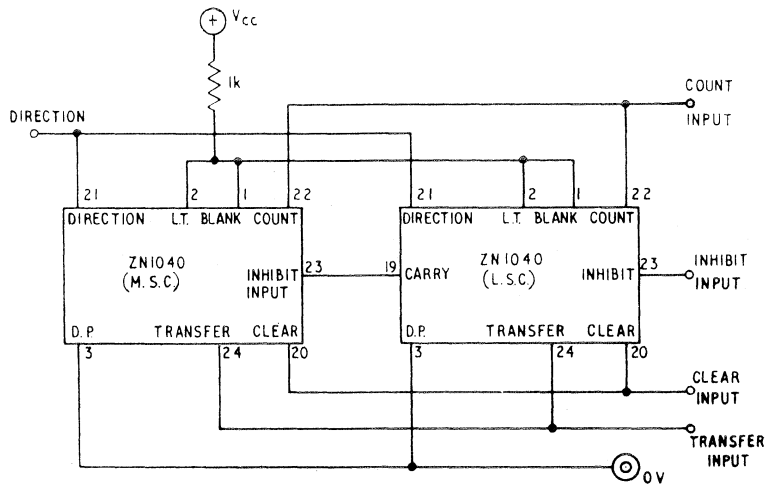 VCC
1k
DIRECTION
COUNT
INPUT
21 2 1 22 21 2 1 22
DIRECTION L.T. BLANK COUNT
DIRECTION L.T. BLANK COUNT
ZN1040
(M.S.C)
ZN1040
(L.S.C.)
INHIBIT
INPUT
23
19
CARRY
INHIBIT
23
INHIBIT
INPUT
D.P. TRANSFER CLEAR
D.P. TRANSFER CLEAR
3 24 20 3 24 20
CLEAR
INPUT
TRANSFER
INPUT
0V